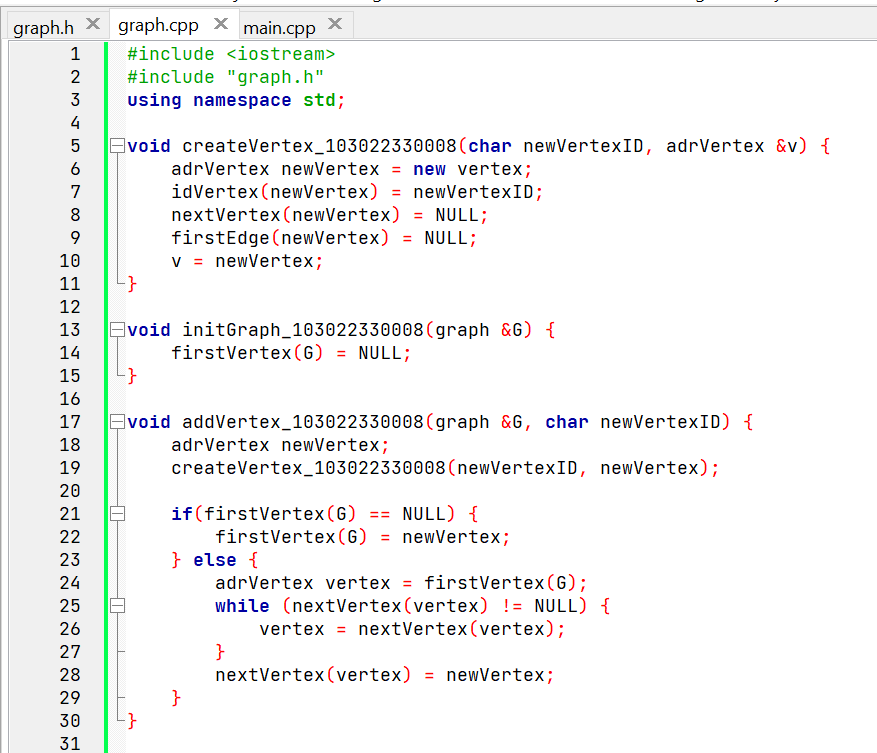 graph.h × graph.cpp × main.cpp ×
1 #include <iostream>
2 #include "graph.h"
3 using namespace std;
4
5 void createVertex_103022330008(char newVertexID, adrVertex &v) {
6     adrVertex newVertex = new vertex;
7     idVertex(newVertex) = newVertexID;
8     nextVertex(newVertex) = NULL;
9     firstEdge(newVertex) = NULL;
10     v = newVertex;
11 }
12
13 void initGraph_103022330008(graph &G) {
14     firstVertex(G) = NULL;
15 }
16
17 void addVertex_103022330008(graph &G, char newVertexID) {
18     adrVertex newVertex;
19     createVertex_103022330008(newVertexID, newVertex);
20
21     if(firstVertex(G) == NULL) {
22         firstVertex(G) = newVertex;
23     } else {
24         adrVertex vertex = firstVertex(G);
25         while (nextVertex(vertex) != NULL) {
26             vertex = nextVertex(vertex);
27         }
28         nextVertex(vertex) = newVertex;
29     }
30 }
31